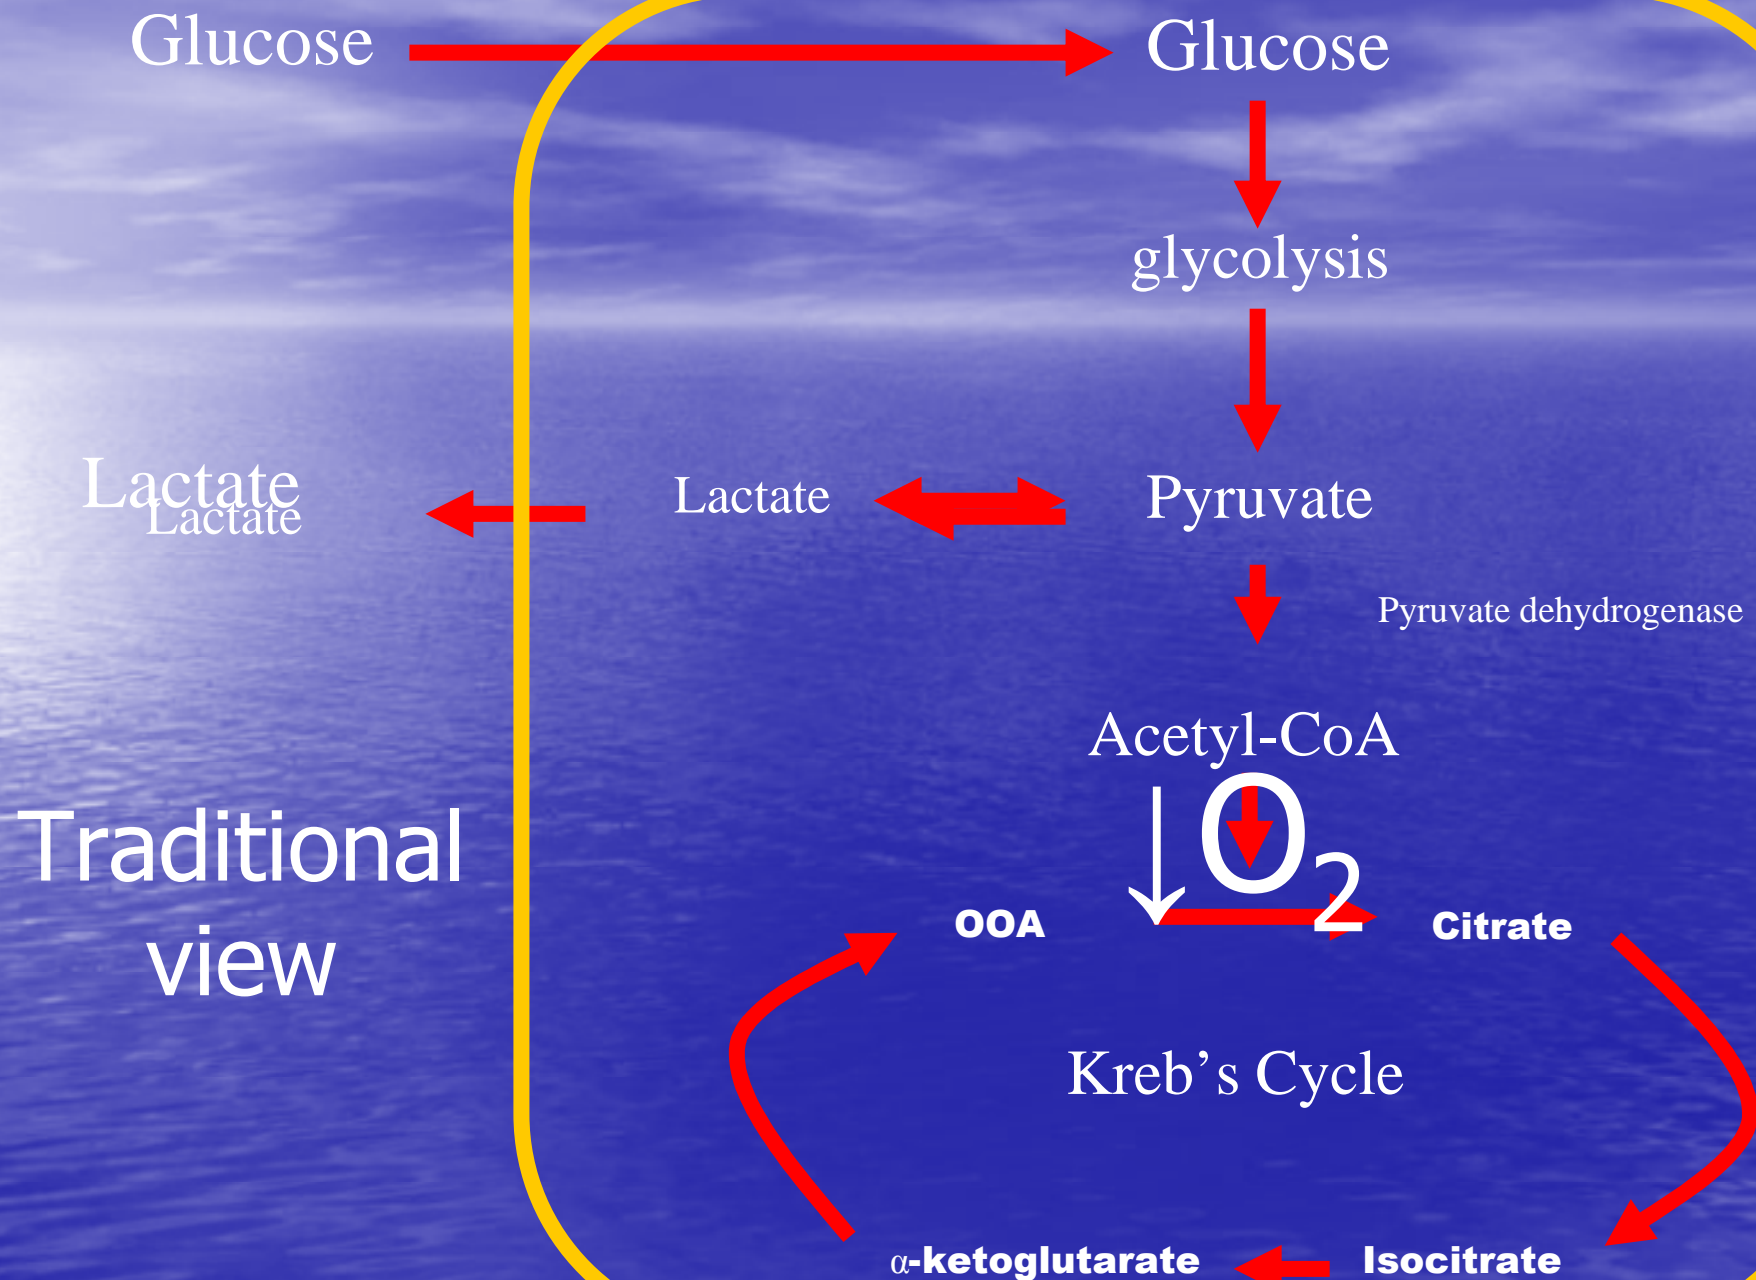 Glucose
Glucose
glycolysis
Lactate
Lactate
Lactate
Pyruvate
Pyruvate dehydrogenase
Acetyl-CoA
↓O₂
Traditional
view
OOA
Citrate
Kreb’s Cycle
α-ketoglutarate
Isocitrate